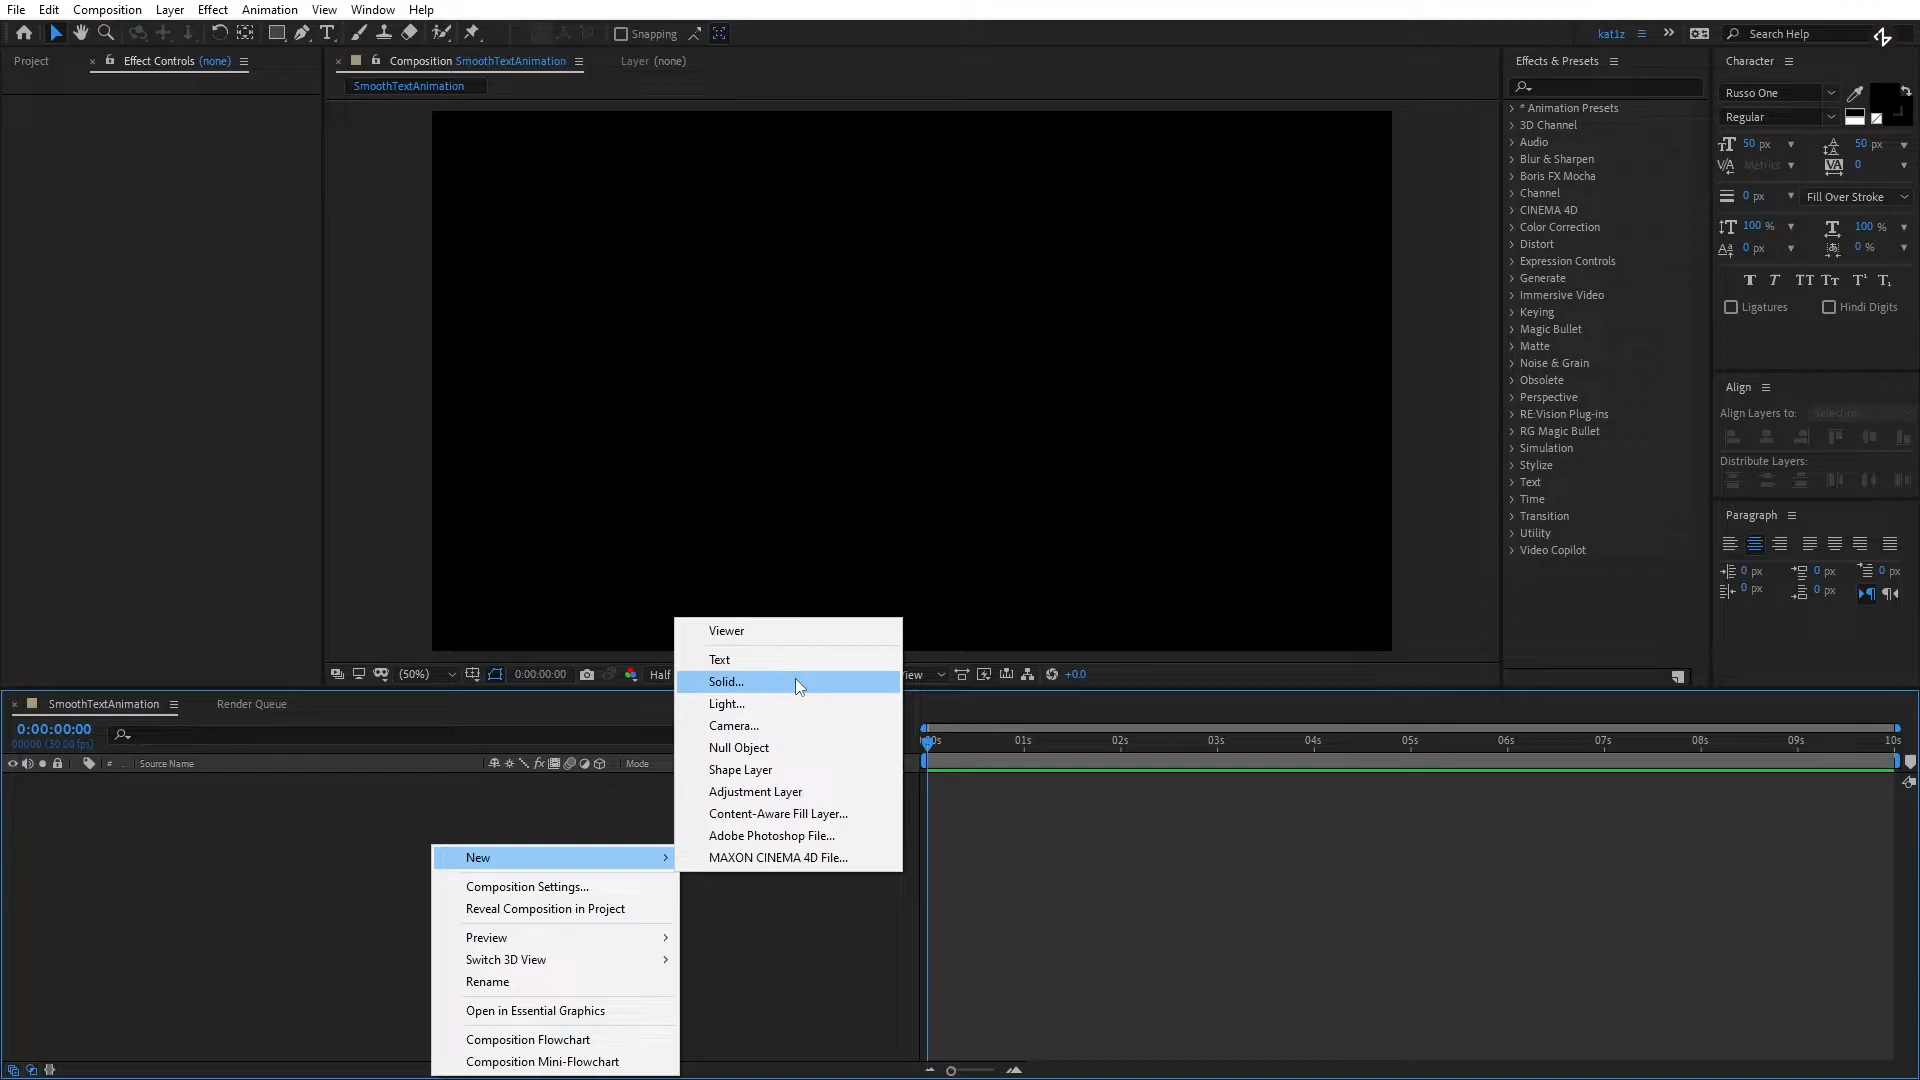 File Edit Composition Layer Effect Animation View Window Help
Snapping
kat1z
Search Help
Project
Effect Controls (none)
Composition SmoothTextAnimation
Layer (none)
SmoothTextAnimation
Effects & Presets
* Animation Presets
3D Channel
Audio
Blur & Sharpen
Boris FX Mocha
Channel
CINEMA 4D
Color Correction
Distort
Expression Controls
Generate
Immersive Video
Keying
Magic Bullet
Matte
Noise & Grain
Obsolete
Perspective
RE:Vision Plug-ins
RG Magic Bullet
Simulation
Stylize
Text
Time
Transition
Utility
Video Copilot
Character
Russo One
Regular
50 px 50 px
Metrics 0
0 px Fill Over Stroke
100 % 100 %
0 px 0 %
Ligatures Hindi Digits
Align
Align Layers to: Selection
Distribute Layers:
Paragraph
0 px 0 px 0 px
0 px 0 px
(50%) 0:00:00:00 Half
+0.0
SmoothTextAnimation
Render Queue
0:00:00:00
00000 (30.00 fps)
# Source Name Mode
01s 02s 03s 04s 05s 06s 07s 08s 09s 10s
Viewer
Text
Solid...
Light...
Camera...
Null Object
Shape Layer
Adjustment Layer
Content-Aware Fill Layer...
Adobe Photoshop File...
MAXON CINEMA 4D File...
New
Composition Settings...
Reveal Composition in Project
Preview
Switch 3D View
Rename
Open in Essential Graphics
Composition Flowchart
Composition Mini-Flowchart